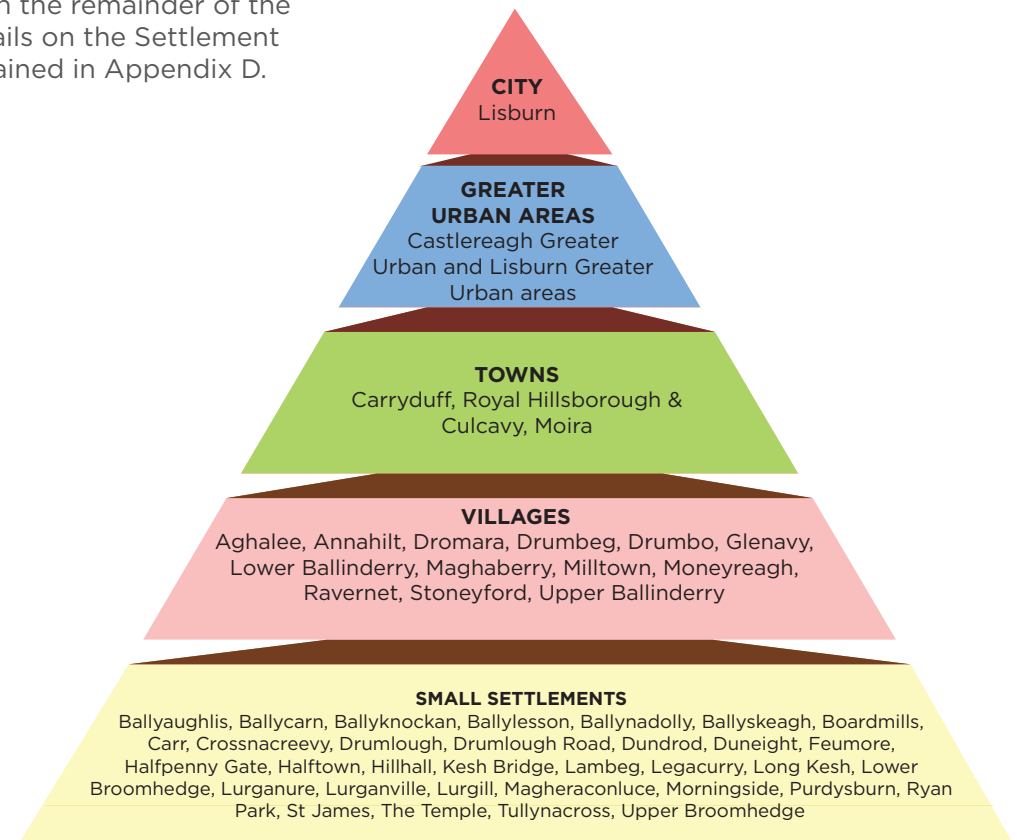 n the remainder of the
ails on the Settlement
ained in Appendix D.
CITY
Lisburn
GREATER
URBAN AREAS
Castlereagh Greater
Urban and Lisburn Greater
Urban areas
TOWNS
Carryduff, Royal Hillsborough &
Culcavy, Moira
VILLAGES
Aghalee, Annahilt, Dromara, Drumbeg, Drumbo, Glenavy,
Lower Ballinderry, Maghaberry, Milltown, Moneyreagh,
Ravernet, Stoneyford, Upper Ballinderry
SMALL SETTLEMENTS
Ballyaughlis, Ballycarn, Ballyknockan, Ballylesson, Ballynadolly, Ballyskeagh, Boardmills,
Carr, Crossnacreevy, Drumlough, Drumlough Road, Dundrod, Duneight, Feumore,
Halfpenny Gate, Halftown, Hillhall, Kesh Bridge, Lambeg, Legacurry, Long Kesh, Lower
Broomhedge, Lurganure, Lurganville, Lurgill, Magheraconluce, Morningside, Purdysburn, Ryan
Park, St James, The Temple, Tullynacross, Upper Broomhedge